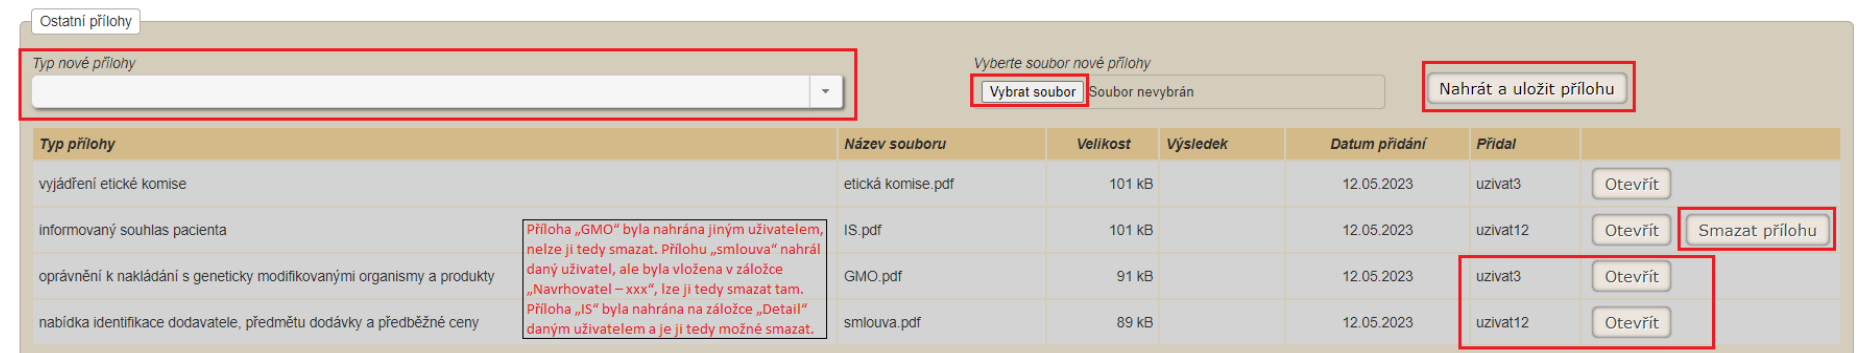 Ostatní přílohy
Typ nové přílohy
Vyberte soubor nové přílohy
Vybrat soubor Soubor nevybrán
Nahrát a uložit přílohu
Typ přílohy Název souboru Velikost Výsledek Datum přidání Přidal
vyjádření etické komise etická komise.pdf 101 kB 12.05.2023 uzivat3 Otevřít
informovaný souhlas pacienta IS.pdf 101 kB 12.05.2023 uzivat12 Otevřít Smazat přílohu
oprávnění k nakládání s geneticky modifikovanými organismy a produkty GMO.pdf 91 kB 12.05.2023 uzivat3 Otevřít
nabídka identifikace dodavatele, předmětu dodávky a předběžné ceny smlouva.pdf 89 kB 12.05.2023 uzivat12 Otevřít
Příloha „GMO“ byla nahrána jiným uživatelem,
nelze ji tedy smazat. Přílohu „smlouva“ nahrál
daný uživatel, ale byla vložena v záložce
„Navrhovatel – xxx“, lze ji tedy smazat tam.
Příloha „IS“ byla nahrána na záložce „Detail“
daným uživatelem a je ji tedy možné smazat.